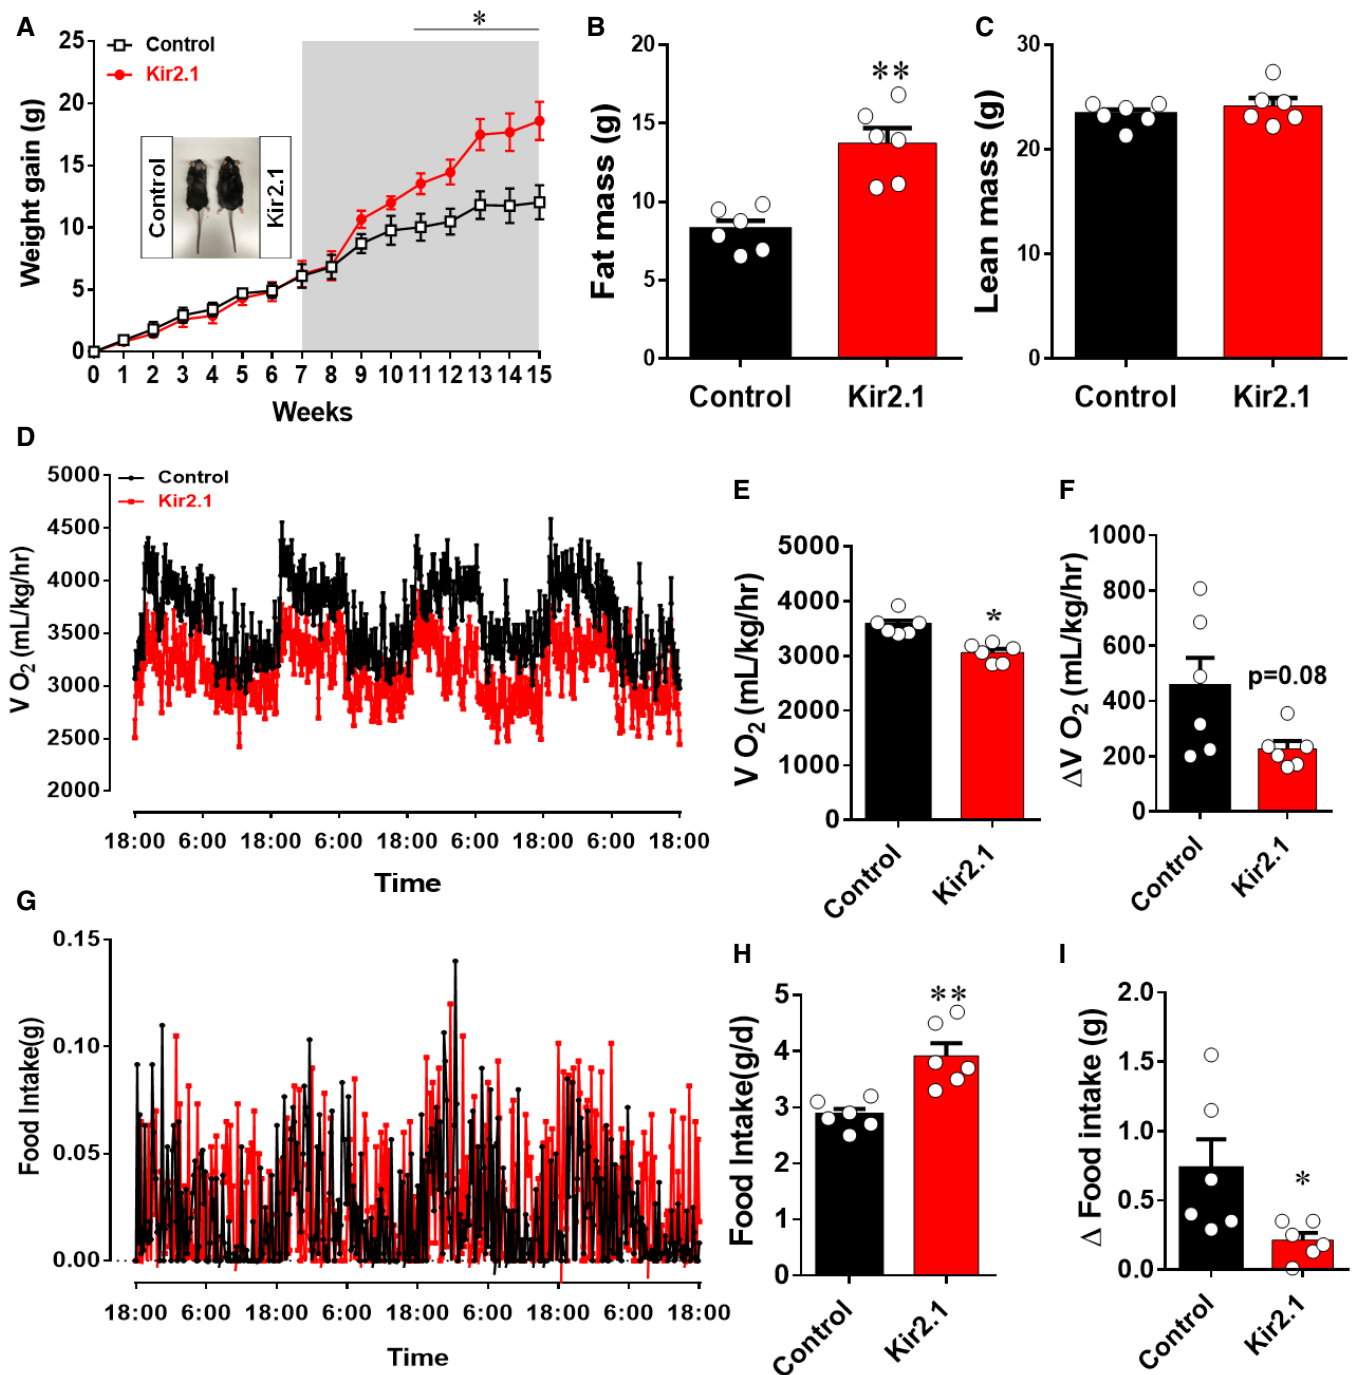 A
*
25
20
15
10
5
0
Weight gain (g)
Control
Kir2.1
Control
Kir2.1
0 1 2 3 4 5 6 7 8 9 10 11 12 13 14 15
Weeks
B
20
15
10
5
0
Fat mass (g)
**
Control Kir2.1
C
30
20
10
0
Lean mass (g)
Control Kir2.1
D
5000
4500
4000
3500
3000
2500
2000
V O2 (mL/kg/hr)
Control
Kir2.1
18:00 6:00 18:00 6:00 18:00 6:00 18:00 6:00 18:00
Time
E
5000
4000
3000
2000
1000
0
V O2 (mL/kg/hr)
*
Control Kir2.1
F
1000
800
600
400
200
0
ΔV O2 (mL/kg/hr)
p=0.08
Control Kir2.1
G
0.15
0.10
0.05
0.00
Food Intake(g)
18:00 6:00 18:00 6:00 18:00 6:00 18:00 6:00 18:00
Time
H
5
4
3
2
1
0
Food Intake(g/d)
**
Control Kir2.1
I
2.0
1.5
1.0
0.5
0.0
Δ Food intake (g)
*
Control Kir2.1